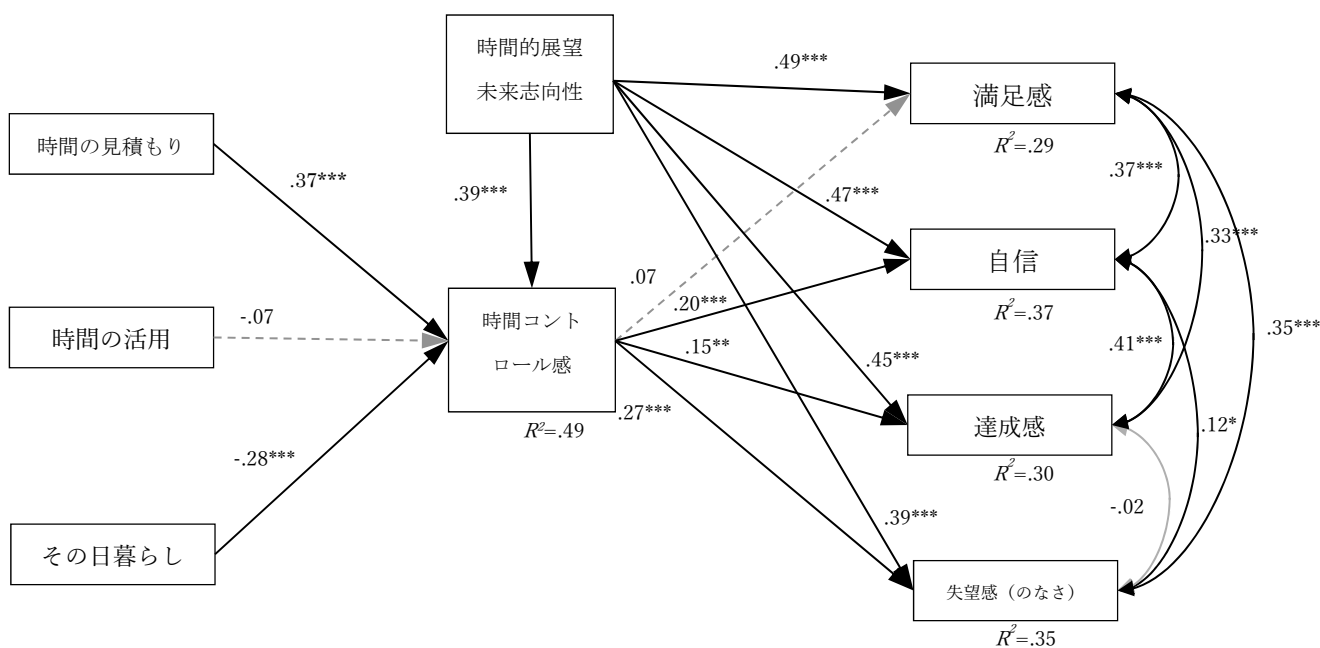 時間的展望
未来志向性
.49***
満足感
R²=.29
時間の見積もり
.37***
.39***
.47***
.37***
.33***
自信
R²=.37
.07
.20***
-.07
時間の活用
時間コント
ロール感
R²=.49
.15**
.45***
.41***
.35***
.27***
達成感
R²=.30
.12*
-.28***
-.02
.39***
その日暮らし
失望感（のなさ）
R²=.35